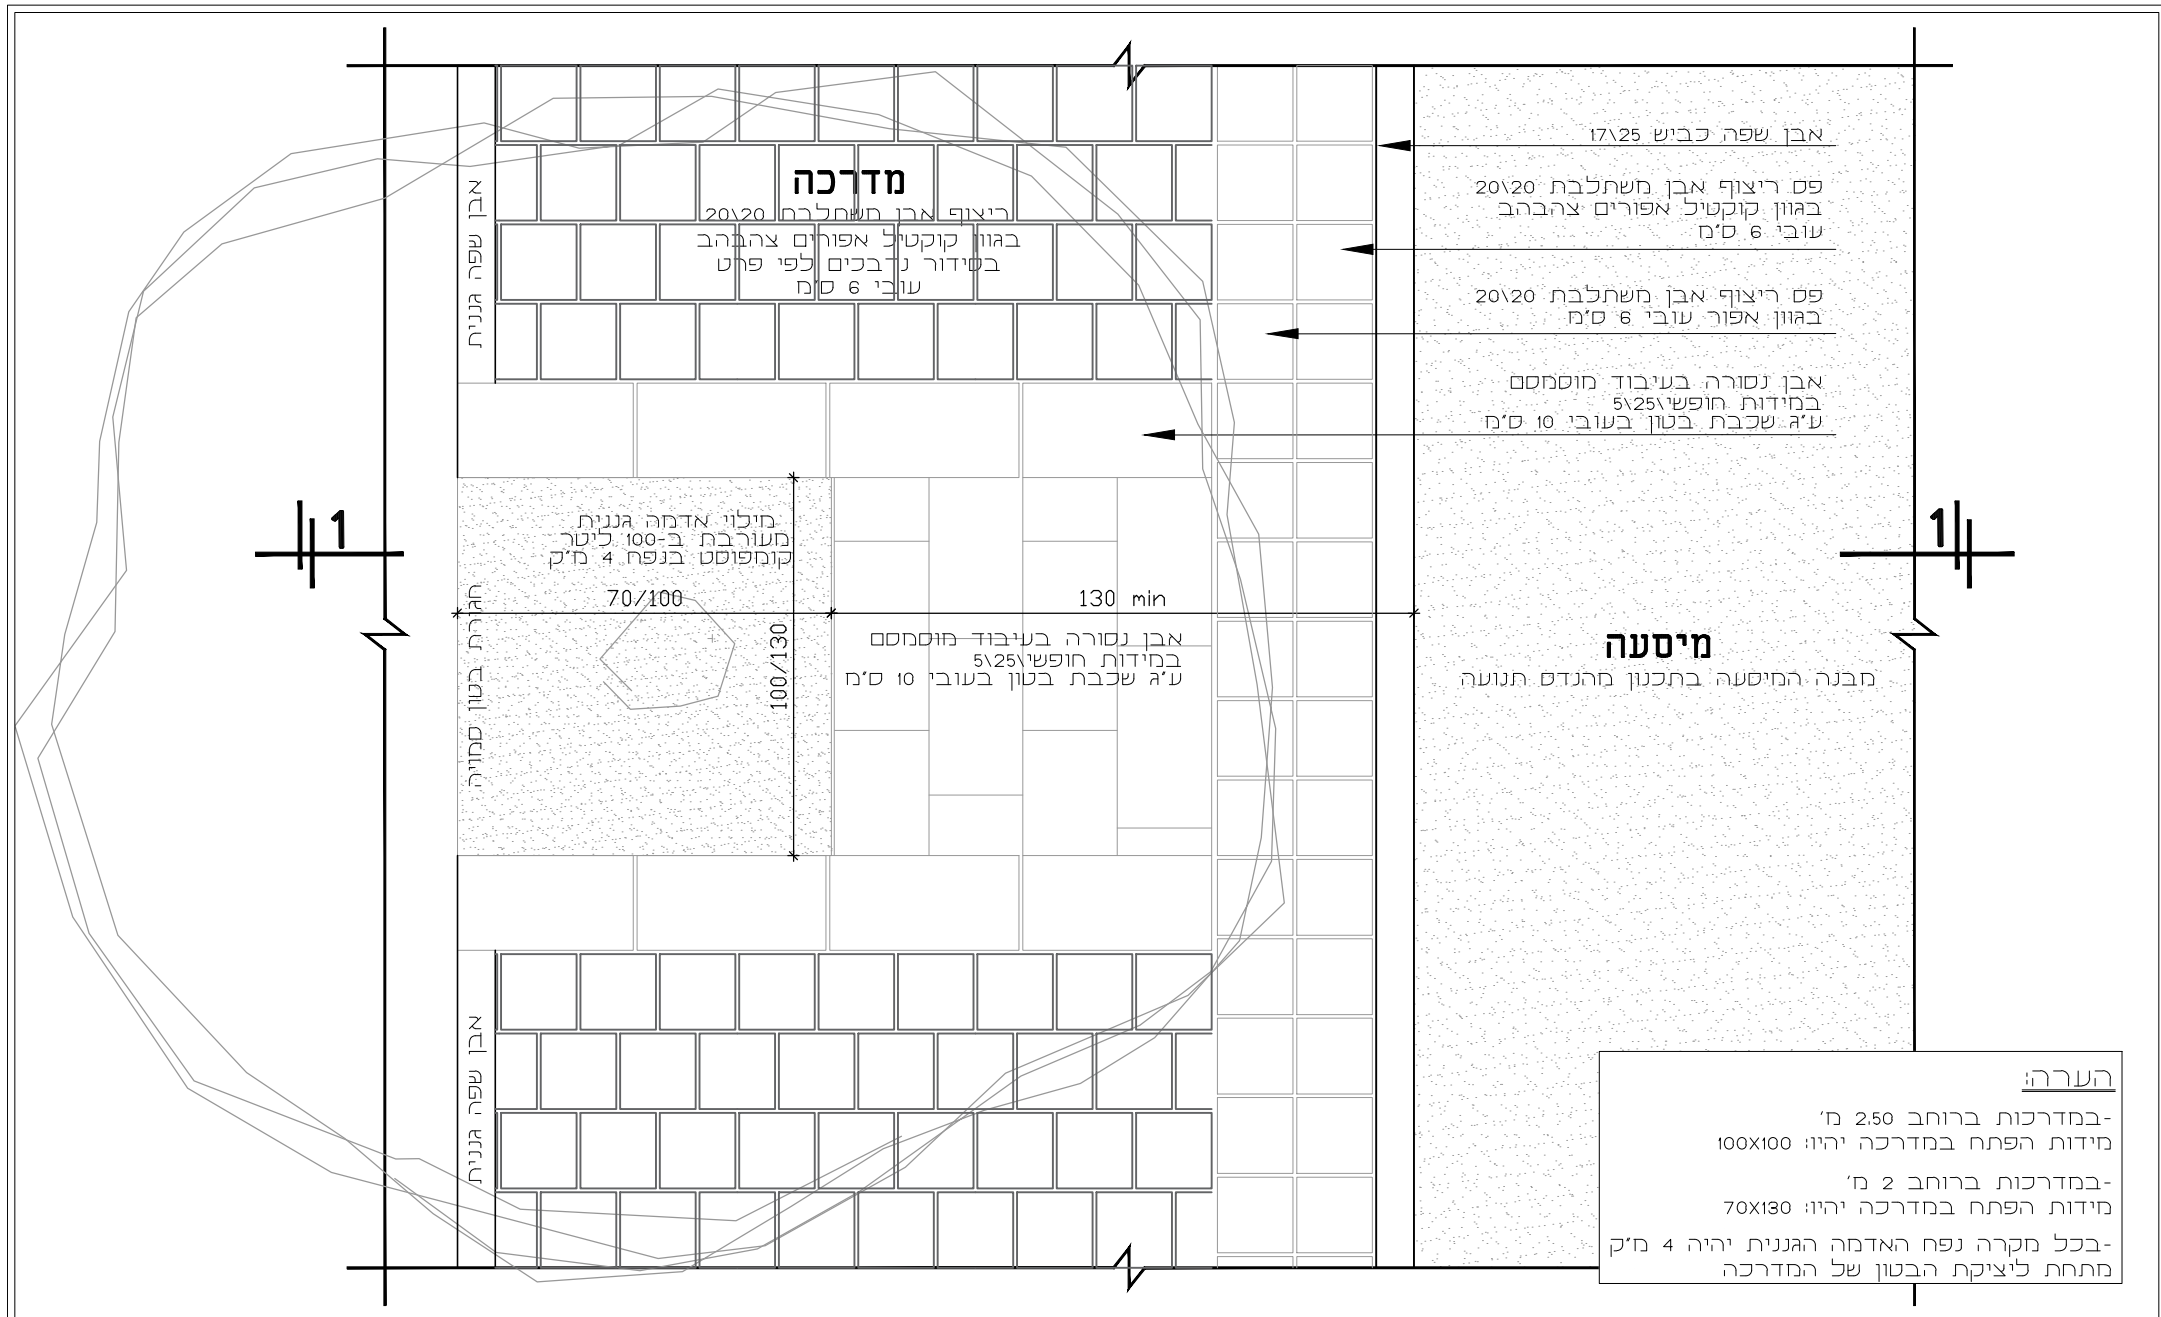 אבן שפה כביש 17\25
פס ריצוף אבן משתלבת 20\20
בגוון קוקטיל אפורים צהבהב
עובי 6 ס"מ
פס ריצוף אבן משתלבת 20\20
בגוון אפור עובי 6 ס"מ
אבן נסורה בעיבוד מוסמסם
במידות חופשי\25\5
ע"ג שכבת בטון בעובי 10 ס"מ
מדרכה
ריצוף אבן משתלבת 20\20
בגוון קוקטיל אפורים צהבהב
בסידור נדבכים לפי פרט
עובי 6 ס"מ
אבן שפה גננית
1
1
מילוי אדמה גננית
מעורבת ב-100 ליטר
קומפוסט בנפח 4 מ"ק
70/100
130 min
100/130
חגורת בטון סמויה
אבן נסורה בעיבוד מוסמסם
במידות חופשי\25\5
ע"ג שכבת בטון בעובי 10 ס"מ
מיסעה
מבנה המיסעה בתכנון מהנדס תנועה
אבן שפה גננית
הערה:
-במדרכות ברוחב 2.50 מ'
מידות הפתח במדרכה יהיו: 100X100
-במדרכות ברוחב 2 מ'
מידות הפתח במדרכה יהיו: 70X130
-בכל מקרה נפח האדמה הגננית יהיה 4 מ"ק
מתחת ליציקת הבטון של המדרכה